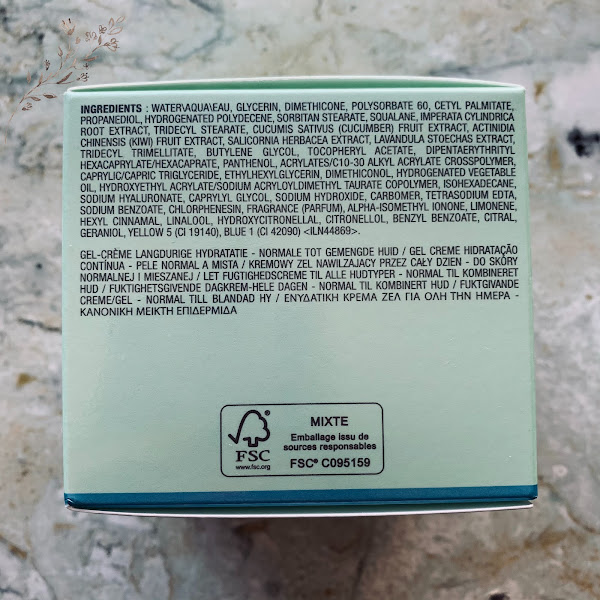 INGREDIENTS : WATER\AQUA\EAU, GLYCERIN, DIMETHICONE, POLYSORBATE 60, CETYL PALMITATE,
PROPANEDIOL, HYDROGENATED POLYDECENE, SORBITAN STEARATE, SQUALANE, IMPERATA CYLINDRICA
ROOT EXTRACT, TRIDECYL STEARATE, CUCUMIS SATIVUS (CUCUMBER) FRUIT EXTRACT, ACTINIDIA
CHINENSIS (KIWI) FRUIT EXTRACT, SALICORNIA HERBACEA EXTRACT, LAVANDULA STOECHAS EXTRACT,
TRIDECYL TRIMELLITATE, BUTYLENE GLYCOL, TOCOPHERYL ACETATE, DIPENTAERYTHRITYL
HEXACAPRYLATE/HEXACAPRATE, PANTHENOL, ACRYLATES/C10-30 ALKYL ACRYLATE CROSSPOLYMER,
CAPRYLIC/CAPRIC TRIGLYCERIDE, ETHYLHEXYLGLYCERIN, DIMETHICONOL, HYDROGENATED VEGETABLE
OIL, HYDROXYETHYL ACRYLATE/SODIUM ACRYLOYLDIMETHYL TAURATE COPOLYMER, ISOHEXADECANE,
SODIUM HYALURONATE, CAPRYLYL GLYCOL, SODIUM HYDROXIDE, CARBOMER, TETRASODIUM EDTA,
SODIUM BENZOATE, CHLORPHENESIN, FRAGRANCE (PARFUM), ALPHA-ISOMETHYL IONONE, LIMONENE,
HEXYL CINNAMAL, LINALOOL, HYDROXYCITRONELLAL, CITRONELLOL, BENZYL BENZOATE, CITRAL,
GERANIOL, YELLOW 5 (CI 19140), BLUE 1 (CI 42090) <ILN44869>.
GEL-CRÈME LANGDURIGE HYDRATATIE - NORMALE TOT GEMENGDE HUID / GEL CREME HIDRATAÇÃO
CONTÍNUA - PELE NORMAL A MISTA / KREMOWY ZEL NAWILZAJĄCY PRZEZ CAŁY DZIEN - DO SKÓRY
NORMALNEJ I MIESZANEJ / LET FUGTIGHEDSCREME TIL ALLE HUDTYPER - NORMAL TIL KOMBINERET
HUD / FUKTIGHETSGIVENDE DAGKREM-HELE DAGEN - NORMAL TIL KOMBINERT HUD / FUKTGIVANDE
CREME/GEL - NORMAL TILL BLANDAD HY / ΕΝΥΔΑΤΙΚΗ ΚΡΕΜΑ ΖΕΛ ΓΙΑ ΟΛΗ ΤΗΝ ΗΜΕΡΑ -
ΚΑΝΟΝΙΚΗ ΜΕΙΚΤΗ ΕΠΙΔΕΡΜΙΔΑ
FSC
www.fsc.org
MIXTE
Emballage issu de
sources responsables
FSC® C095159